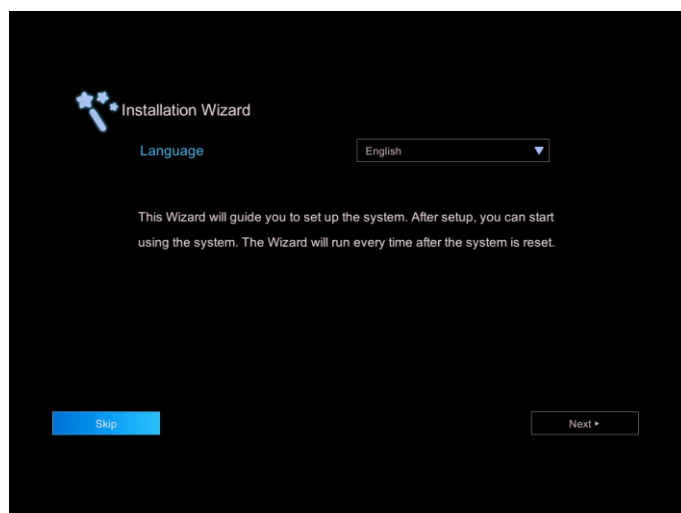 Installation Wizard
Language
English
This Wizard will guide you to set up the system. After setup, you can start
using the system. The Wizard will run every time after the system is reset.
Skip
Next